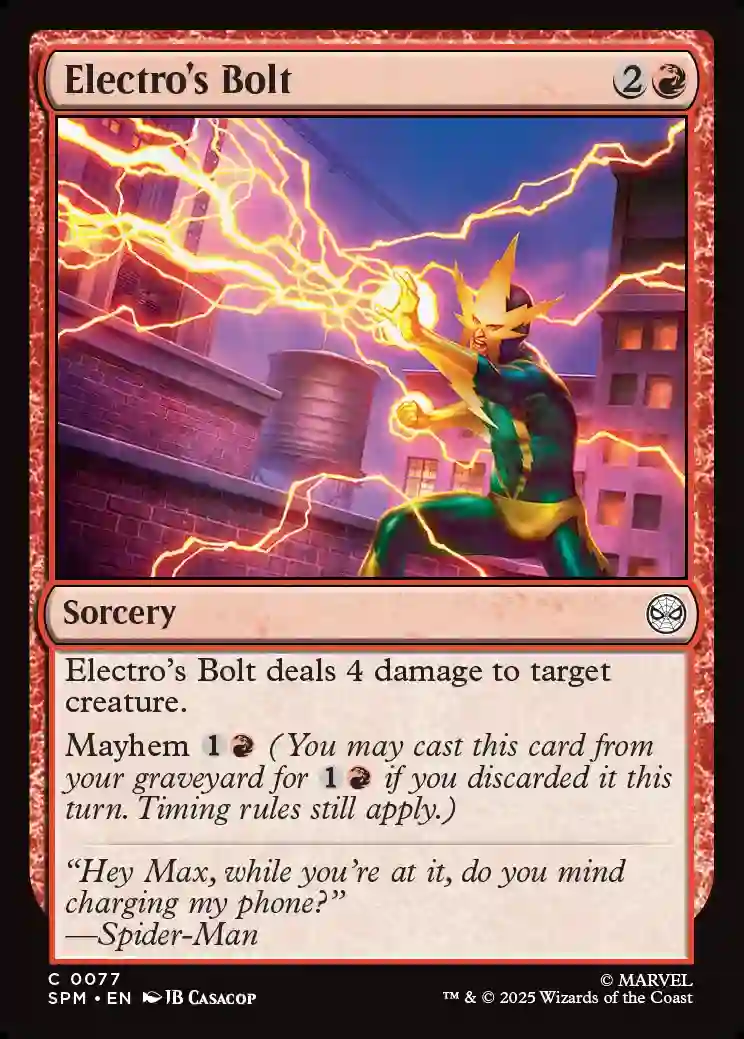 Electro's Bolt
2
Sorcery
Electro's Bolt deals 4 damage to target
creature.
Mayhem 1 (You may cast this card from
your graveyard for 1 if you discarded it this
turn. Timing rules still apply.)
“Hey Max, while you're at it, do you mind
charging my phone?”
—Spider-Man
C 0077
SPM • EN JB Casacop
© MARVEL
™ & © 2025 Wizards of the Coast